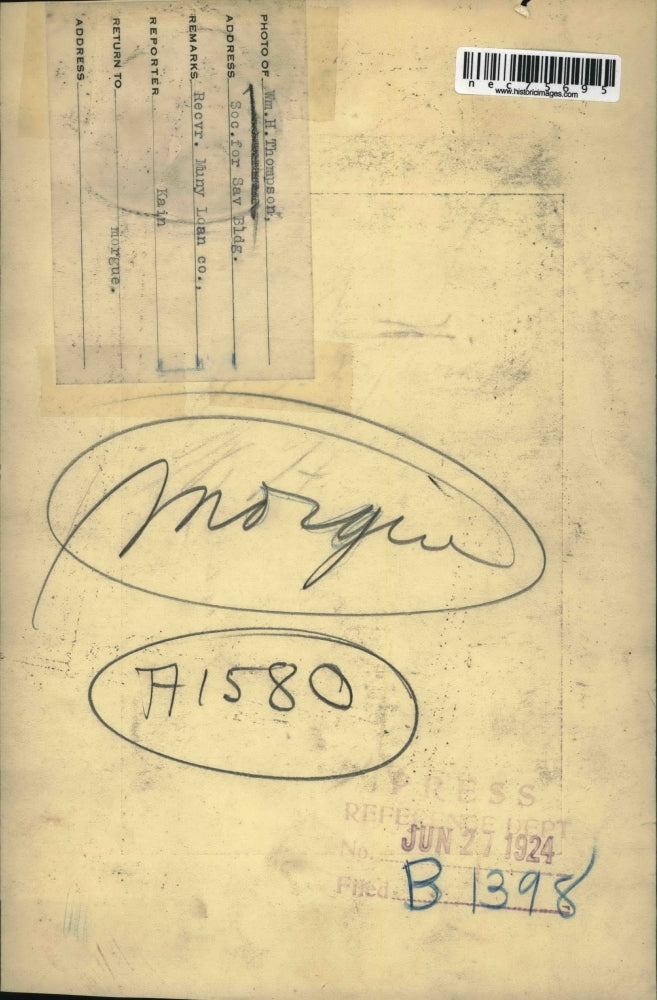 PHOTO OF Wm.H.Thompson,
ADDRESS Soc.for Sav Bldg.
REMARKS Recvr. Muny Loan co.,
REPORTER Kain
RETURN TO morgue.
ADDRESS
nec75695
www.historicimages.com
Morgue
A1580
PRESS
REFERENCE DEPT
No. JUN 27 1924
Filed B 1398